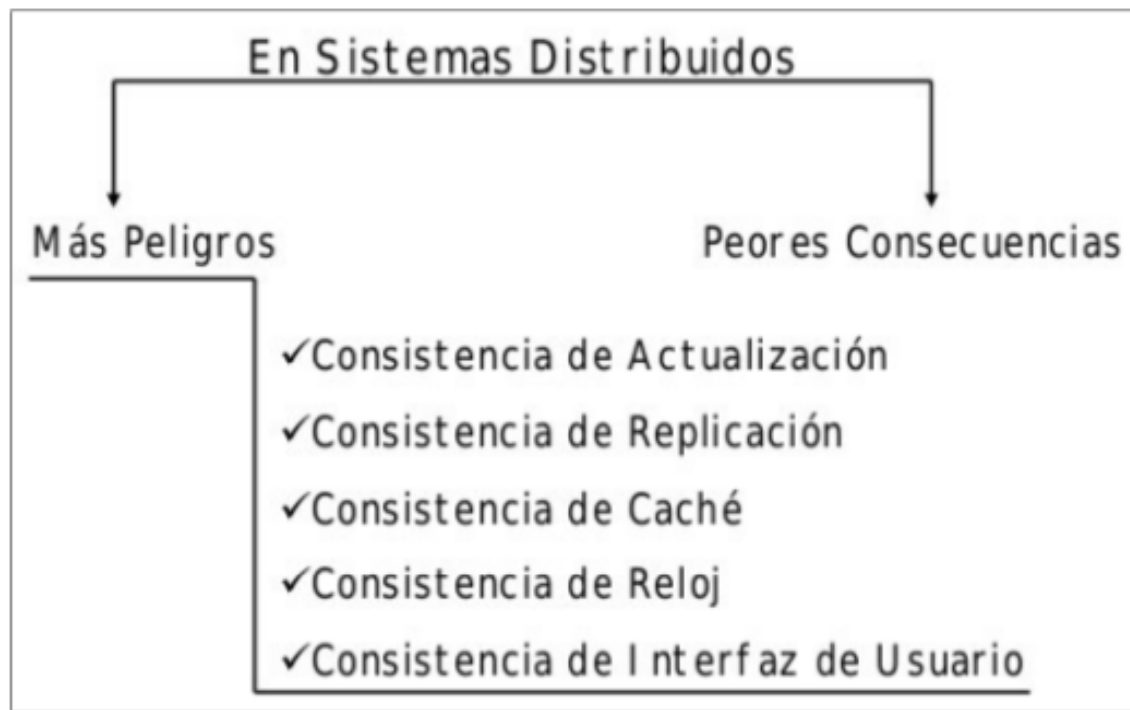 En Sistemas Distribuidos
Más Peligros
Peores Consecuencias
✓Consistencia de Actualización
✓Consistencia de Replicación
✓Consistencia de Caché
✓Consistencia de Reloj
✓Consistencia de Interfaz de Usuario